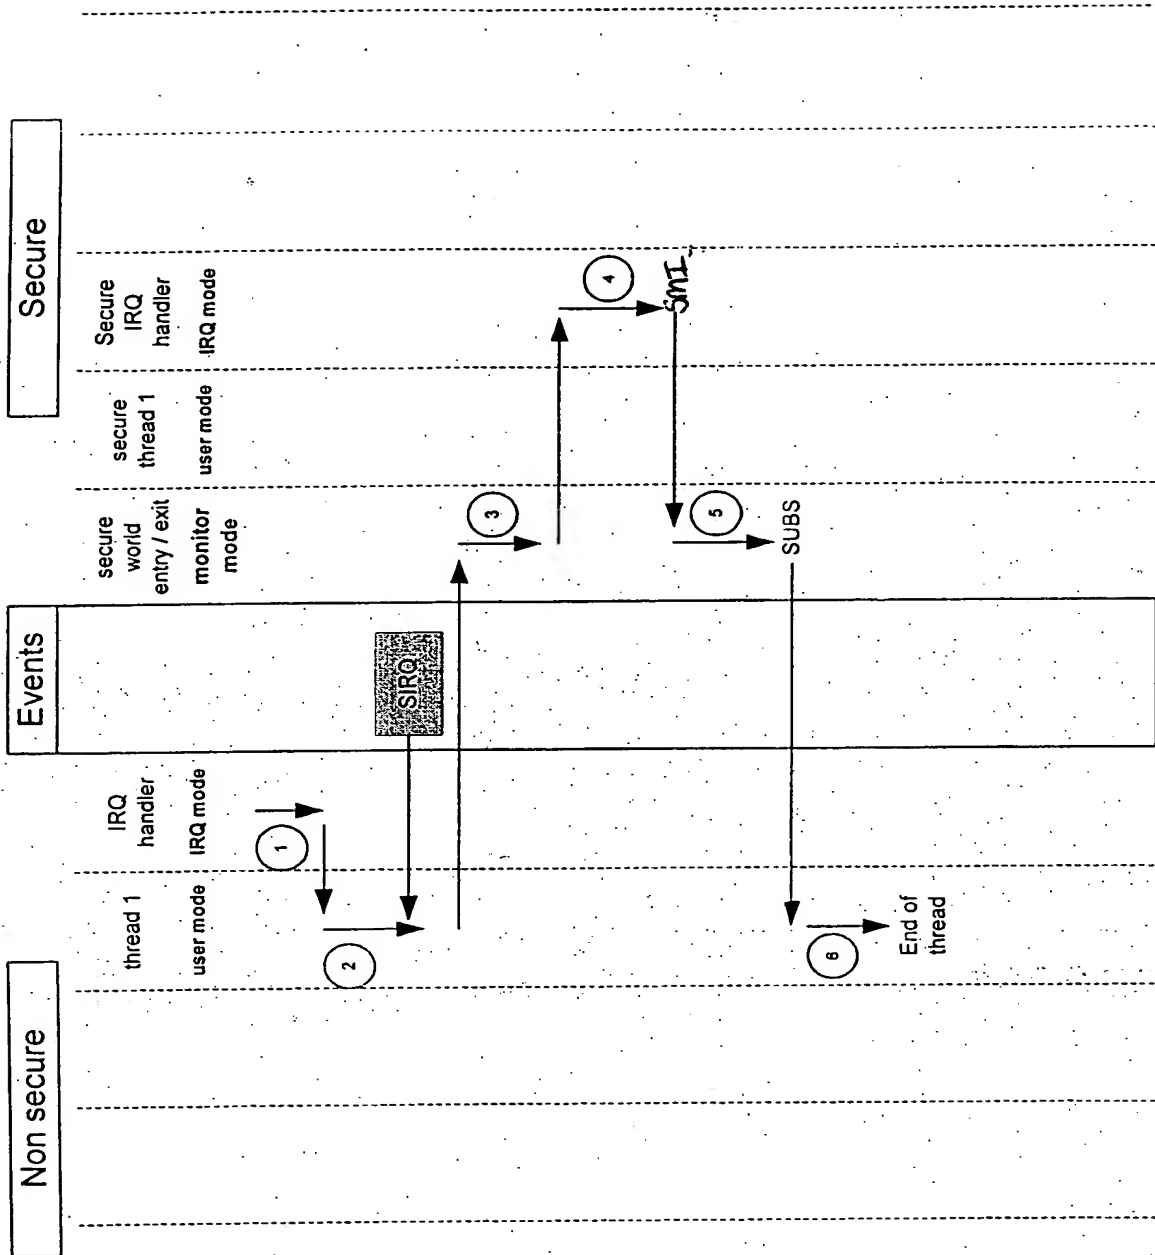 Non secure
Events
Secure
thread 1
user mode
IRQ
handler
IRQ mode
secure
world
entry / exit
monitor
mode
secure
thread 1
user mode
Secure
IRQ
handler
IRQ mode
1
2
SIRQ
3
4
SWI
5
SUBS
6
End of
thread